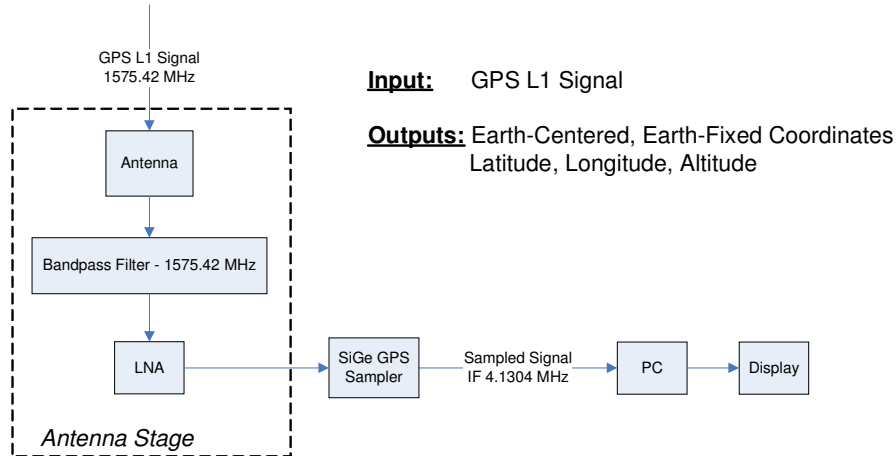 GPS L1 Signal
1575.42 MHz
Input: GPS L1 Signal
Outputs: Earth-Centered, Earth-Fixed Coordinates
Latitude, Longitude, Altitude
Antenna
Bandpass Filter - 1575.42 MHz
LNA
SiGe GPS
Sampler
Sampled Signal
IF 4.1304 MHz
PC
Display
Antenna Stage